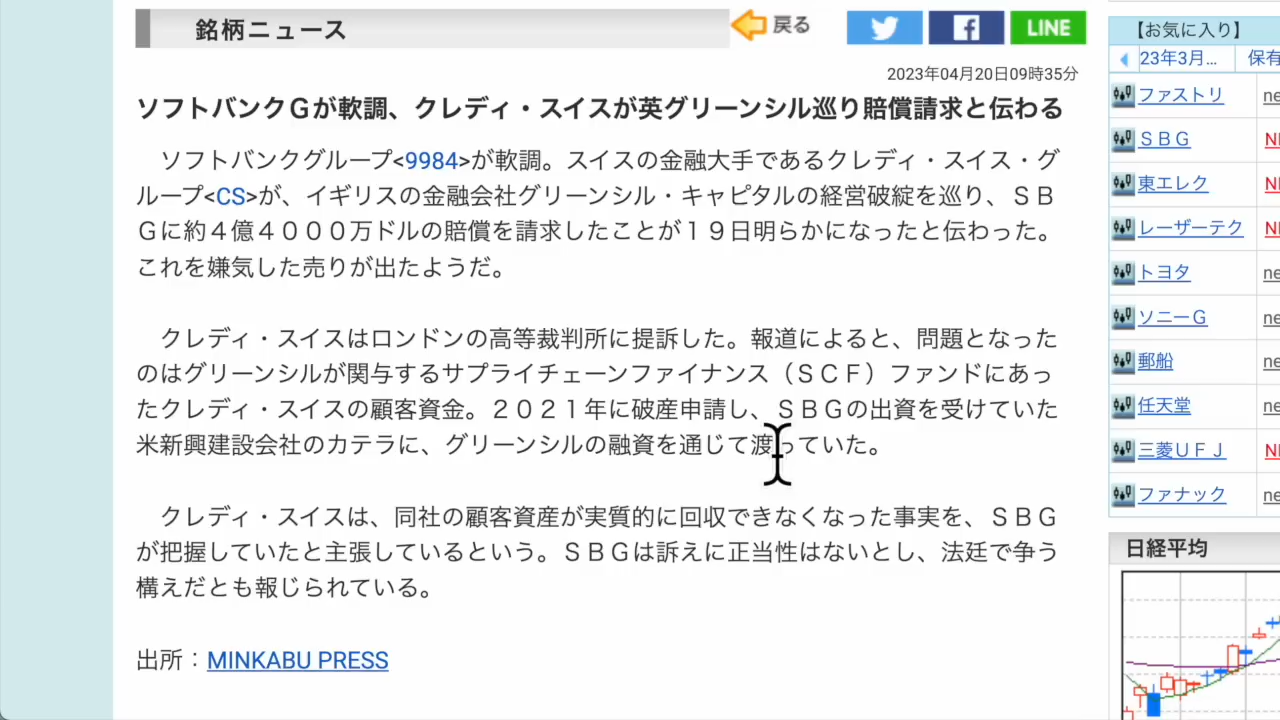 銘柄ニュース
戻る
LINE
2023年04月20日09時35分
ソフトバンクＧが軟調、クレディ・スイスが英グリーンシル巡り賠償請求と伝わる
ソフトバンクグループ<9984>が軟調。スイスの金融大手であるクレディ・スイス・グ
ループ<CS>が、イギリスの金融会社グリーンシル・キャピタルの経営破綻を巡り、ＳＢ
Ｇに約４億４０００万ドルの賠償を請求したことが１９日明らかになったと伝わった。
これを嫌気した売りが出たようだ。
クレディ・スイスはロンドンの高等裁判所に提訴した。報道によると、問題となった
のはグリーンシルが関与するサプライチェーンファイナンス（ＳＣＦ）ファンドにあっ
たクレディ・スイスの顧客資金。２０２１年に破産申請し、ＳＢＧの出資を受けていた
米新興建設会社のカテラに、グリーンシルの融資を通じて渡っていた。
クレディ・スイスは、同社の顧客資産が実質的に回収できなくなった事実を、ＳＢＧ
が把握していたと主張しているという。ＳＢＧは訴えに正当性はないとし、法廷で争う
構えだとも報じられている。
出所：MINKABU PRESS
【お気に入り】
23年3月... 保有
ファストリ ne
ＳＢＧ
東エレク
レーザーテク
トヨタ ne
ソニーＧ ne
郵船 ne
任天堂 ne
三菱ＵＦＪ
ファナック ne
日経平均